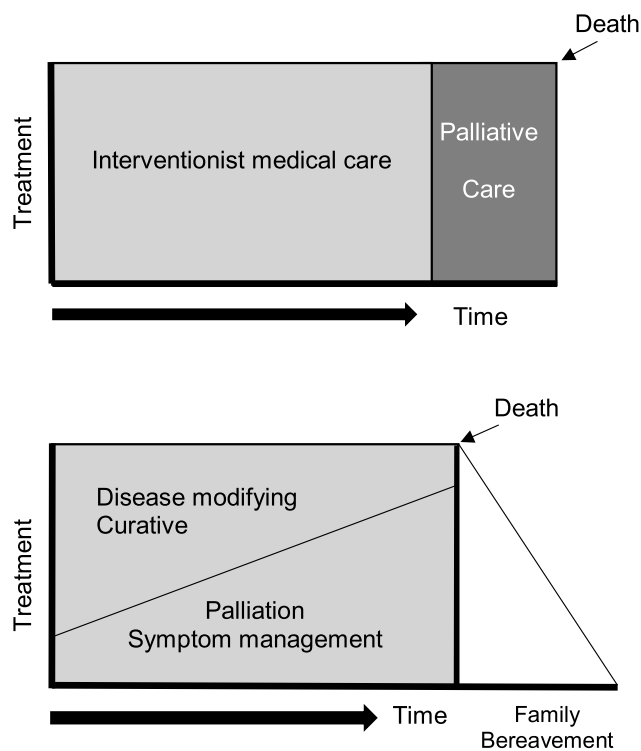 Death
Treatment
Interventionist medical care
Palliative
Care
Time
Death
Treatment
Disease modifying
Curative
Palliation
Symptom management
Time
Family
Bereavement